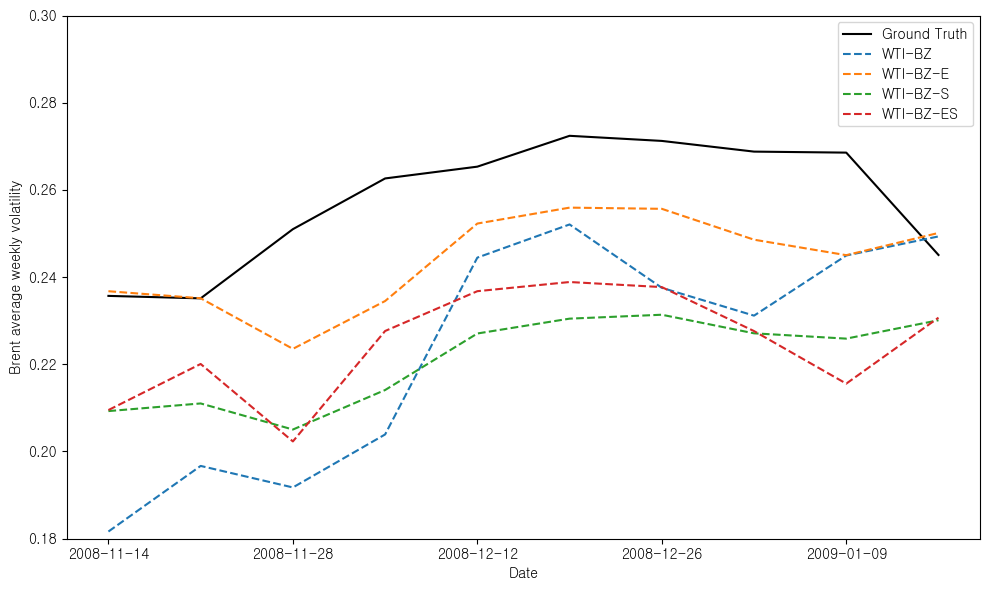 0.30
0.28
0.26
0.24
0.22
0.20
0.18
Brent average weekly volatility
Ground Truth
WTI-BZ
WTI-BZ-E
WTI-BZ-S
WTI-BZ-ES
2008-11-14
2008-11-28
2008-12-12
2008-12-26
2009-01-09
Date